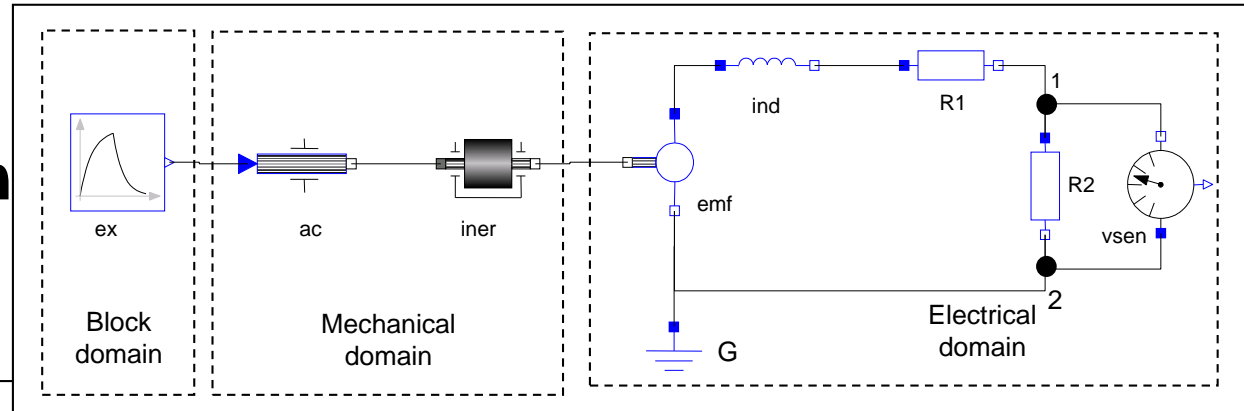 ex
ac
iner
emf
ind
R1
1
R2
vsen
2
G
Block
domain
Mechanical
domain
Electrical
domain